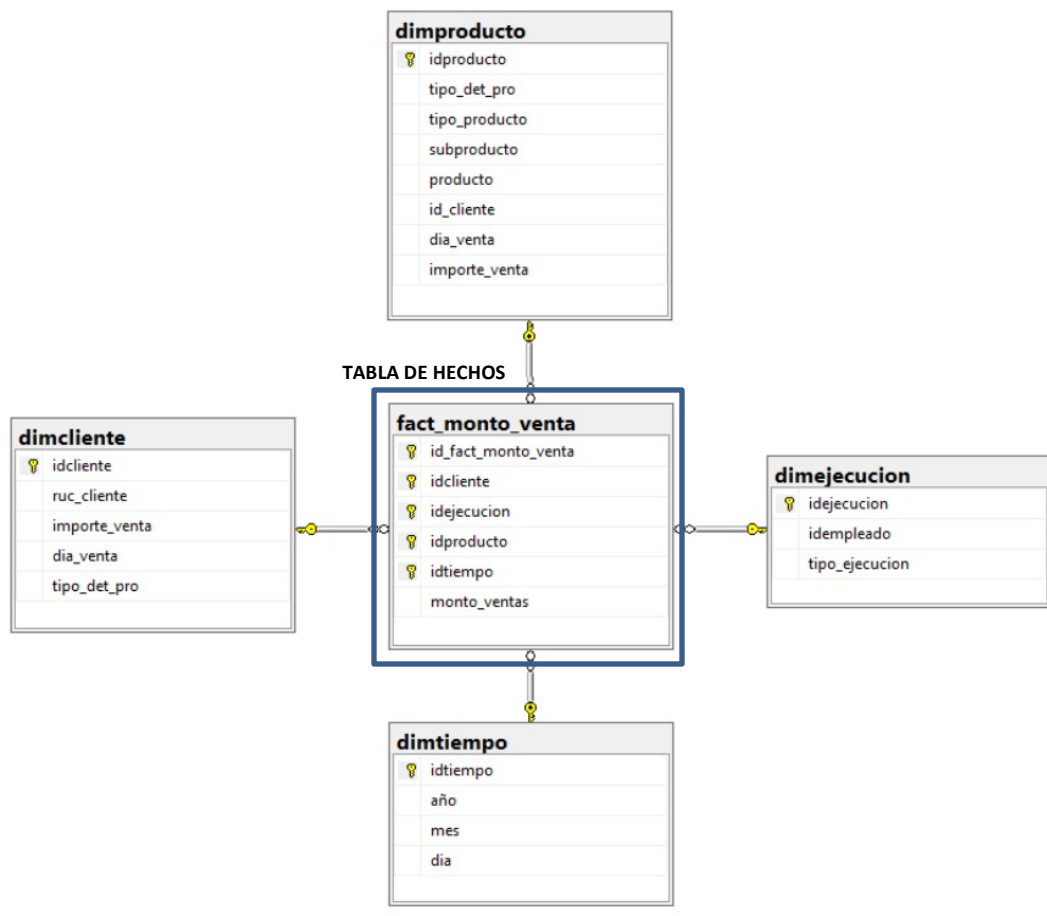 dimproducto
idproducto
tipo_det_pro
tipo_producto
subproducto
producto
id_cliente
dia_venta
importe_venta
TABLA DE HECHOS
fact_monto_venta
id_fact_monto_venta
idcliente
idejecucion
idproducto
idtiempo
monto_ventas
dimcliente
idcliente
ruc_cliente
importe_venta
dia_venta
tipo_det_pro
dimejecucion
idejecucion
idempleado
tipo_ejecucion
dimtiempo
idtiempo
año
mes
dia